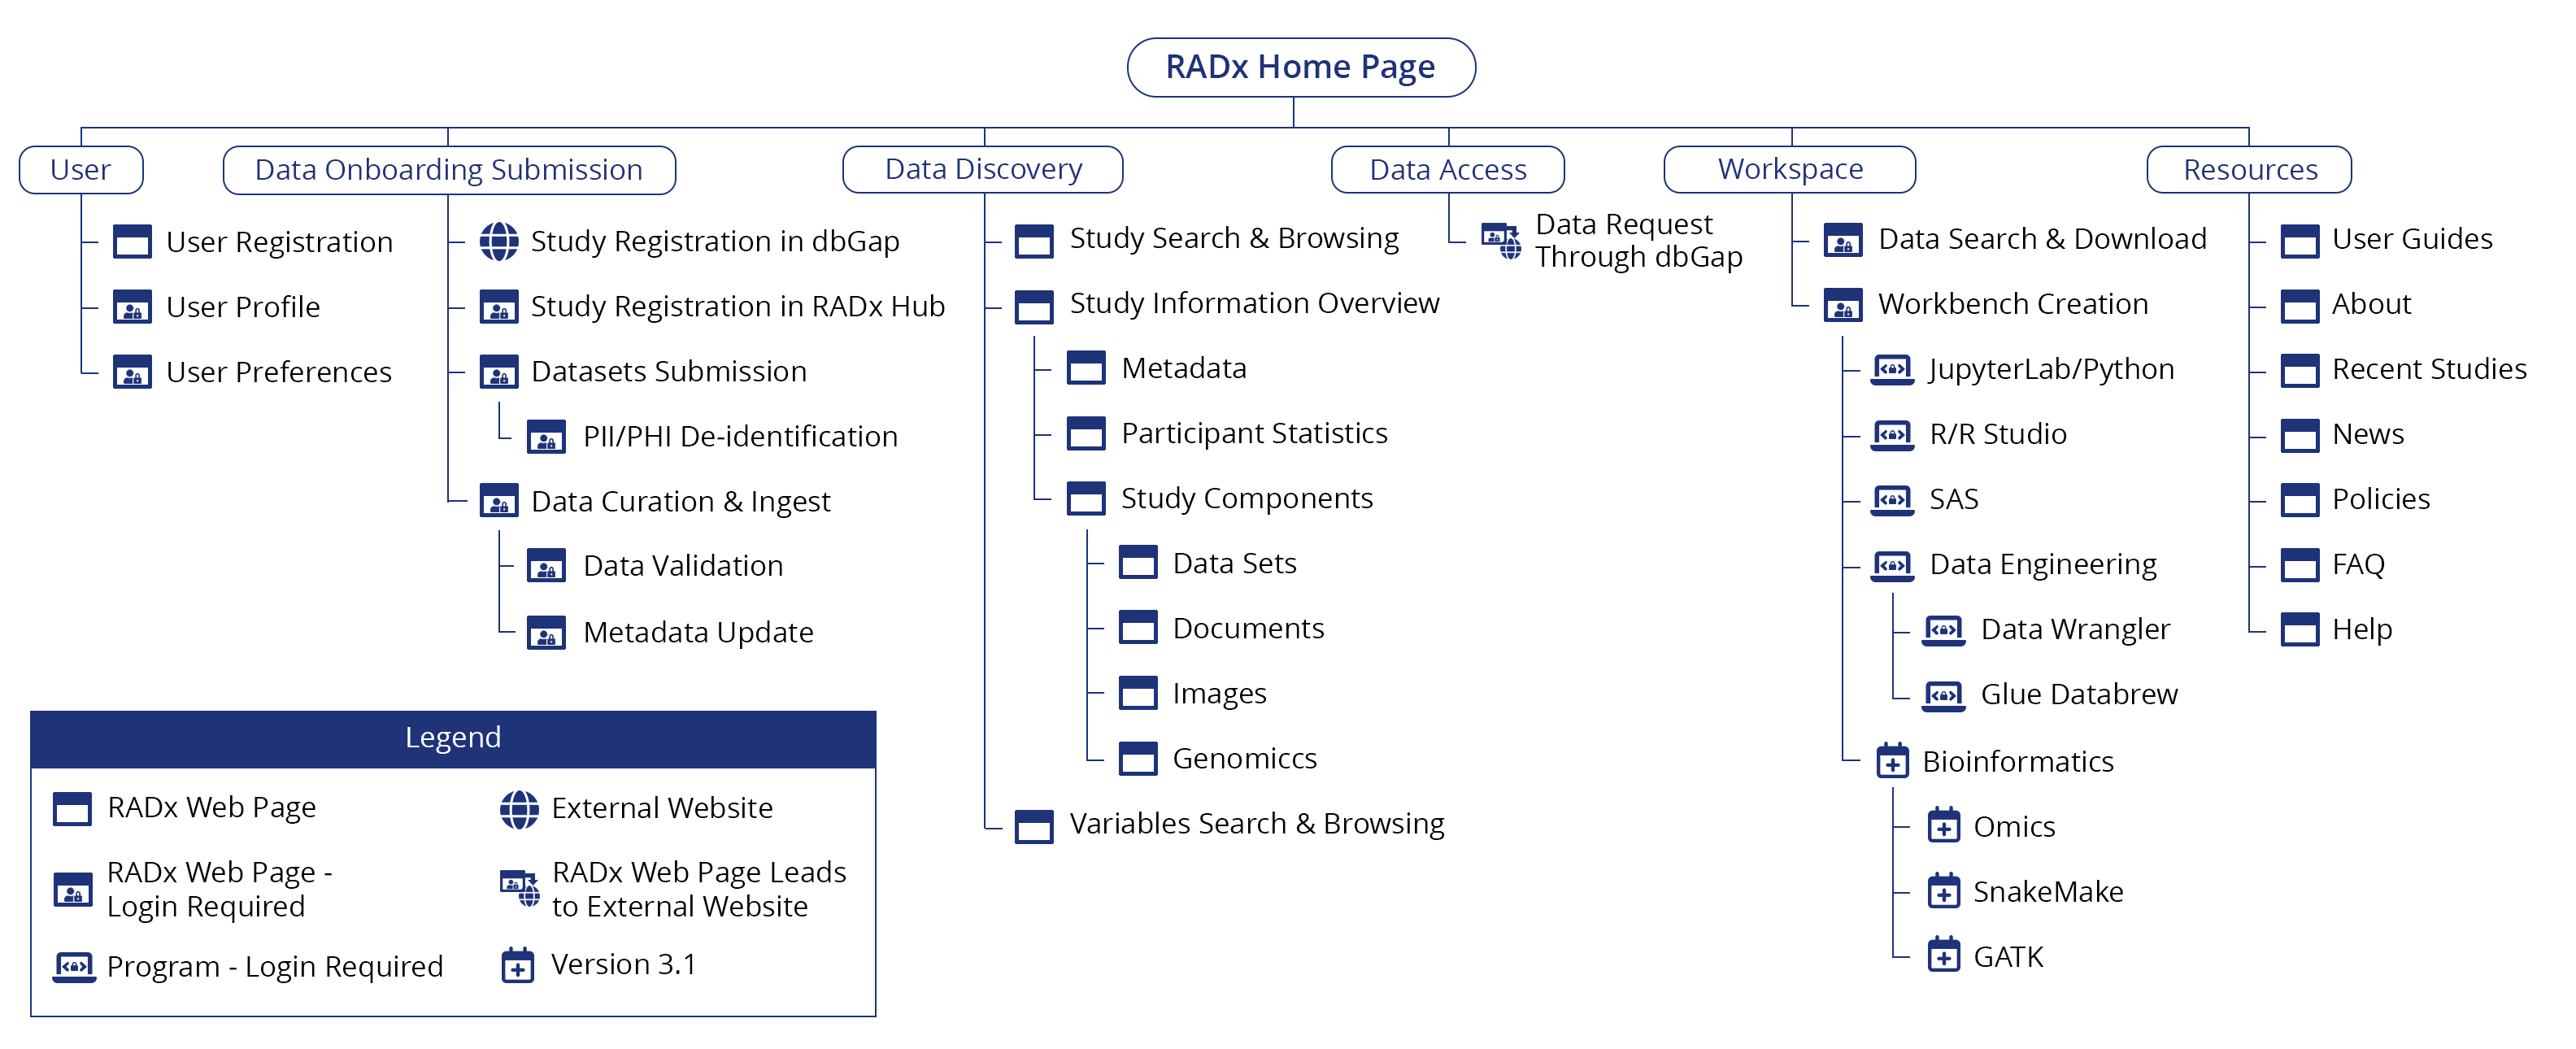 RADx Home Page
User
User Registration
User Profile
User Preferences
Data Onboarding Submission
Study Registration in dbGap
Study Registration in RADx Hub
Datasets Submission
PII/PHI De-identification
Data Curation & Ingest
Data Validation
Metadata Update
Data Discovery
Study Search & Browsing
Study Information Overview
Metadata
Participant Statistics
Study Components
Data Sets
Documents
Images
Genomiccs
Variables Search & Browsing
Data Access
Data Request
Through dbGap
Workspace
Data Search & Download
Workbench Creation
JupyterLab/Python
R/R Studio
SAS
Data Engineering
Data Wrangler
Glue Databrew
Bioinformatics
Omics
SnakeMake
GATK
Resources
User Guides
About
Recent Studies
News
Policies
FAQ
Help
Legend
RADx Web Page
RADx Web Page -
Login Required
Program - Login Required
External Website
RADx Web Page Leads
to External Website
Version 3.1